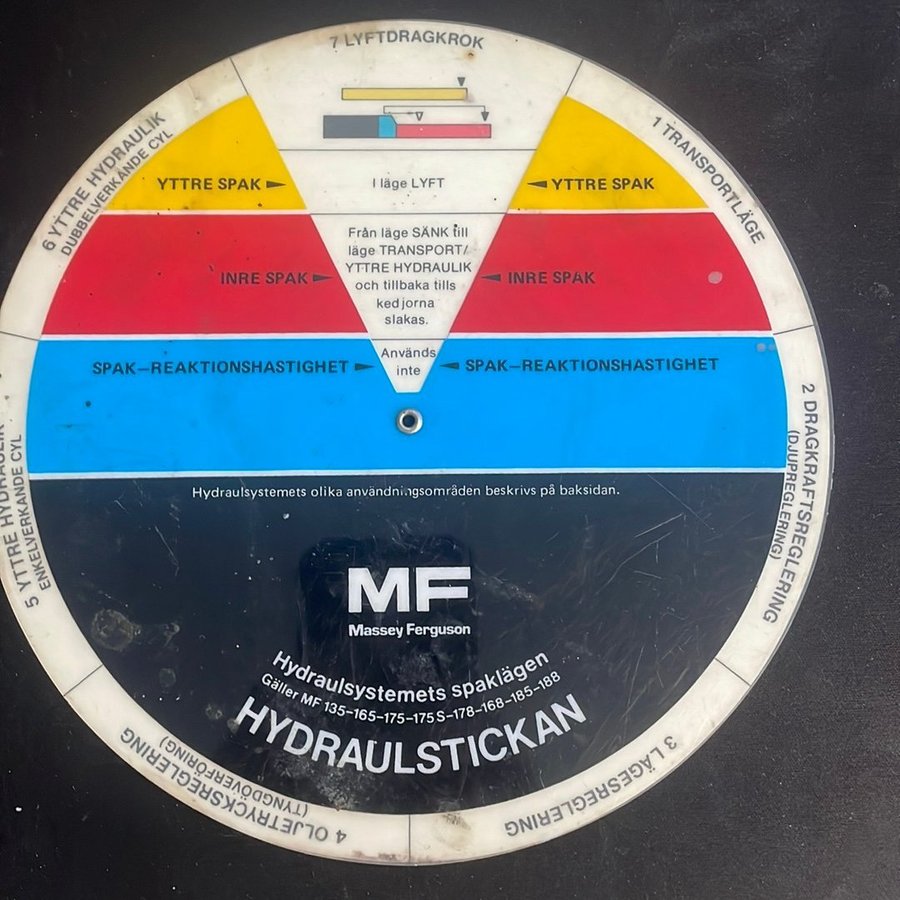 7 LYFTDRAGKROK
1 TRANSPORTLÄGE
2 DRAGKRAFTSREGLERING
(DJUPREGLERING)
3 LÄGESREGLERING
4 OLJETRYCKSREGLERING
(TYNGDÖVERFÖRING)
5 YTTRE HYDRAULIK
ENKELVERKANDE CYL
6 YTTRE HYDRAULIK
DUBBELVERKANDE CYL
YTTRE SPAK
I läge LYFT
YTTRE SPAK
INRE SPAK
Från läge SÄNK till
läge TRANSPORT/
YTTRE HYDRAULIK
och tillbaka tills
kedjorna
slakas.
INRE SPAK
SPAK–REAKTIONSHASTIGHET
Används
inte
SPAK–REAKTIONSHASTIGHET
Hydraulsystemets olika användningsområden beskrivs på baksidan.
MF
Massey Ferguson
Hydraulsystemets spaklägen
Gäller MF 135–165–175–175S–178–168–185–188
HYDRAULSTICKAN